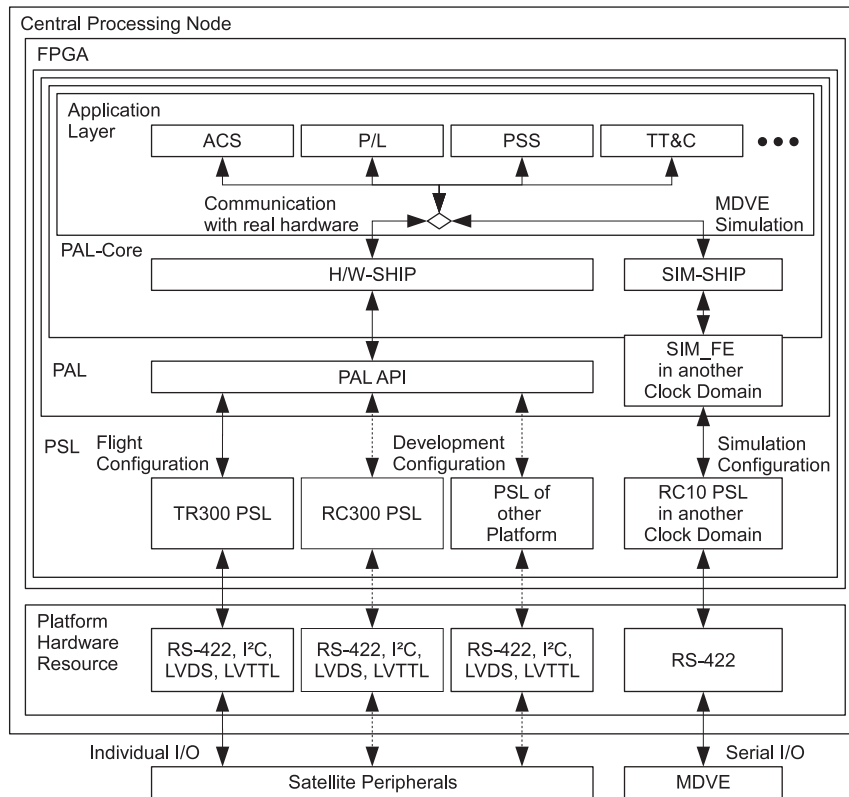 Central Processing Node
FPGA
Application
Layer
ACS
P/L
PSS
TT&C
Communication
with real hardware
MDVE
Simulation
PAL-Core
H/W-SHIP
SIM-SHIP
PAL
PAL API
SIM_FE
in another
Clock Domain
PSL
Flight
Configuration
Development
Configuration
Simulation
Configuration
TR300 PSL
RC300 PSL
PSL of
other
Platform
RC10 PSL
in another
Clock Domain
Platform
Hardware
Resource
RS-422, I²C,
LVDS, LVTTL
RS-422, I²C,
LVDS, LVTTL
RS-422, I²C,
LVDS, LVTTL
RS-422
Individual I/O
Serial I/O
Satellite Peripherals
MDVE